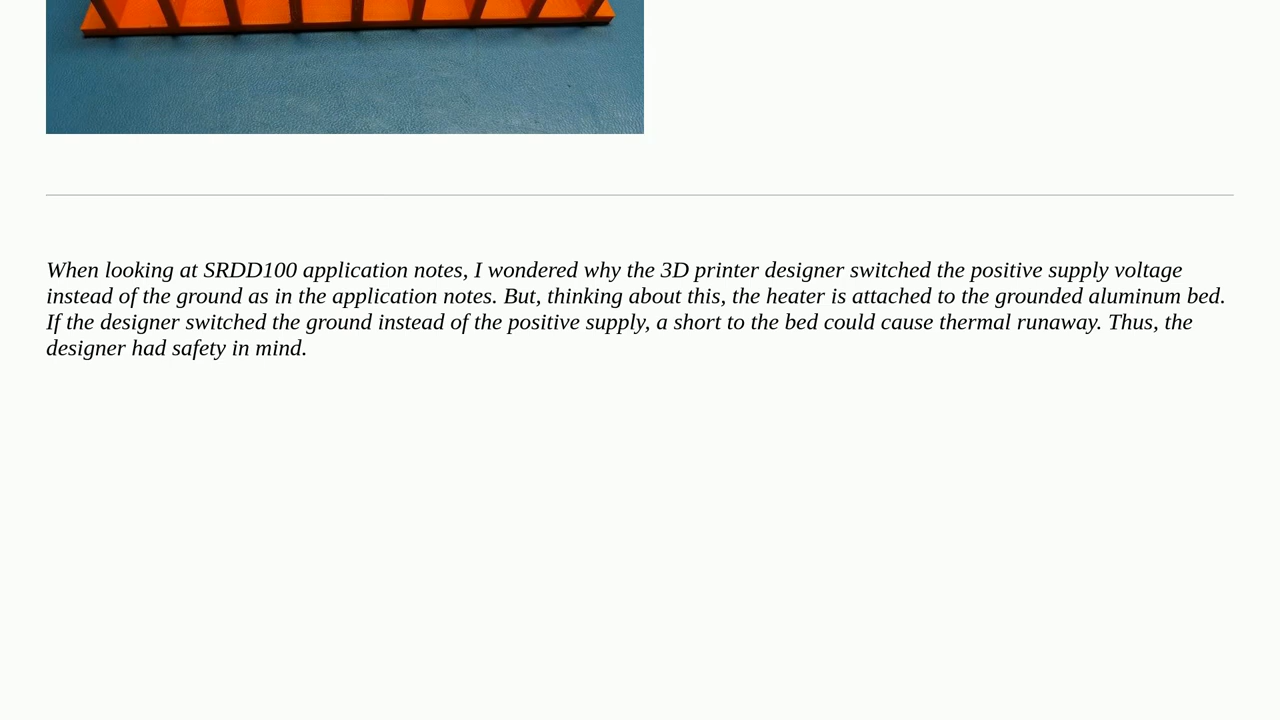 When looking at SRDD100 application notes, I wondered why the 3D printer designer switched the positive supply voltage
instead of the ground as in the application notes. But, thinking about this, the heater is attached to the grounded aluminum bed.
If the designer switched the ground instead of the positive supply, a short to the bed could cause thermal runaway. Thus, the
designer had safety in mind.